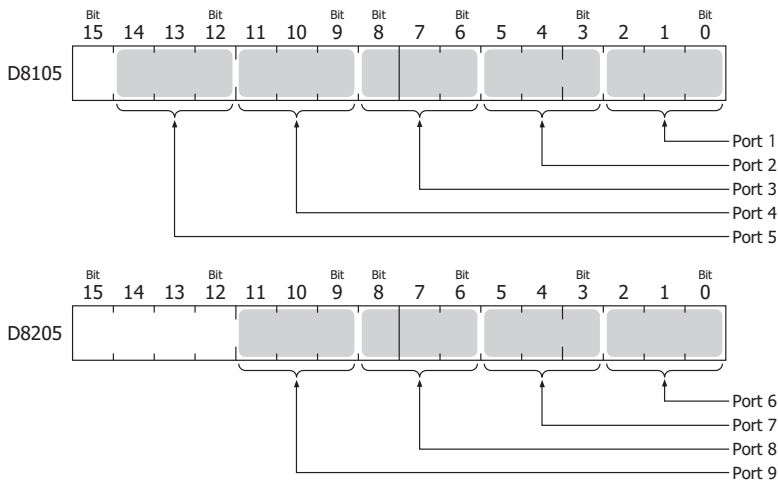 Bit Bit Bit Bit Bit Bit Bit
15 14 13 12 11 10 9 8 7 6 5 4 3 2 1 0
D8105
Port 1
Port 2
Port 3
Port 4
Port 5
Bit Bit Bit Bit Bit Bit Bit
15 14 13 12 11 10 9 8 7 6 5 4 3 2 1 0
D8205
Port 6
Port 7
Port 8
Port 9